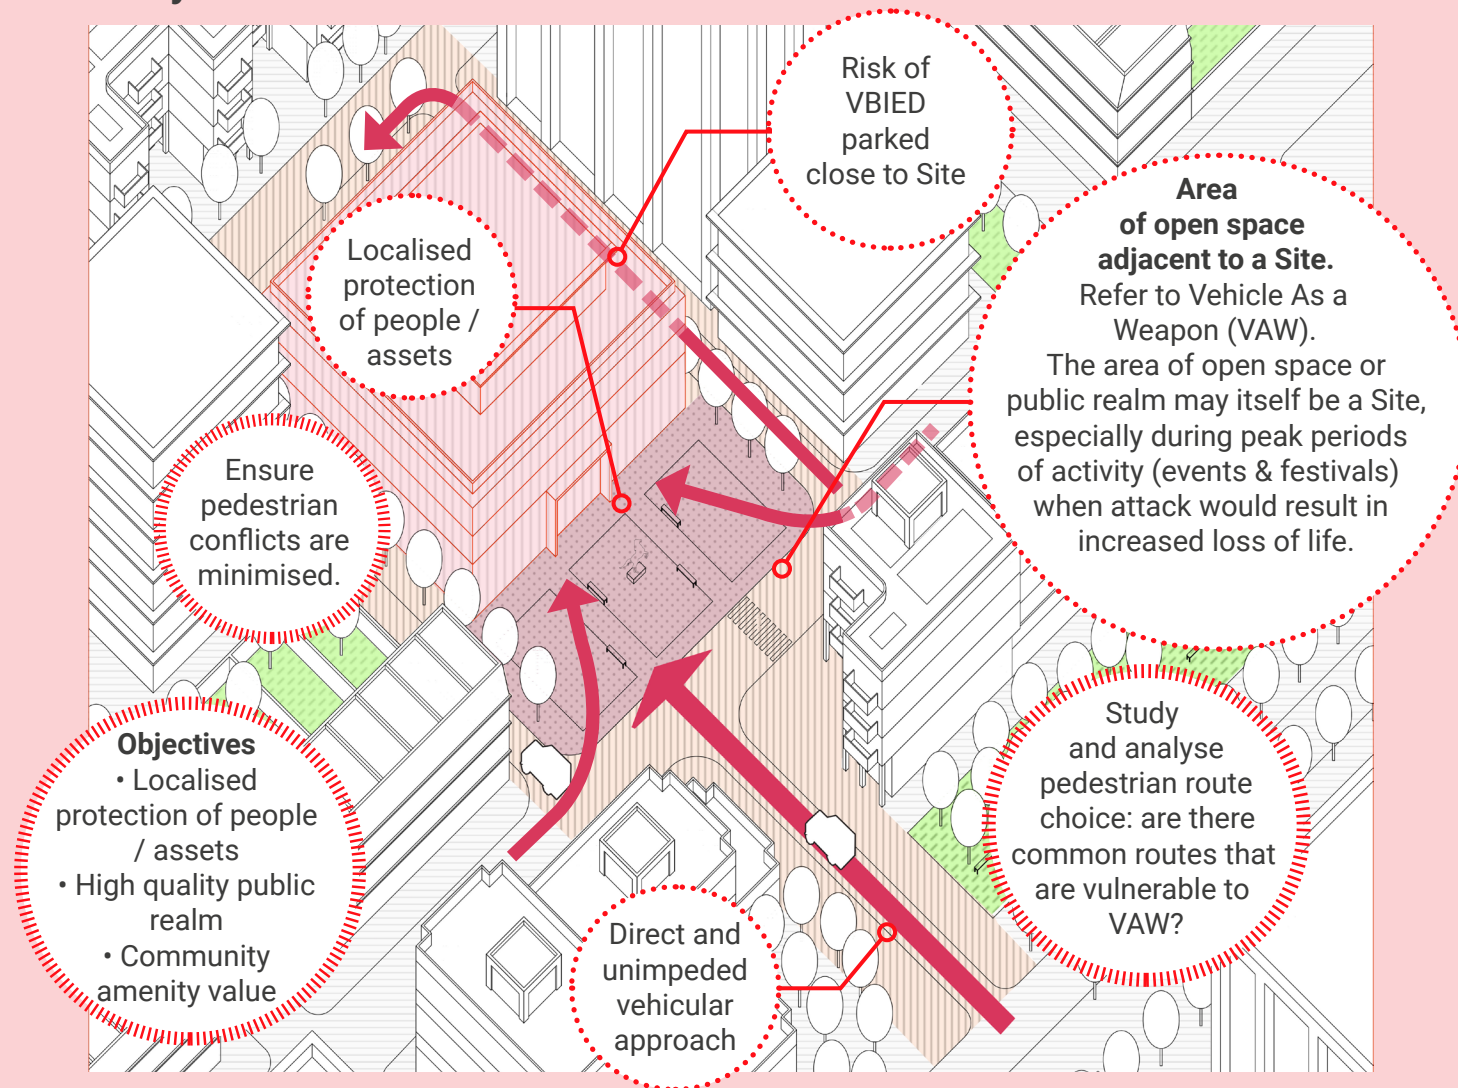 Risk of
VBIED
parked
close to Site
Area
of open space
adjacent to a Site.
Refer to Vehicle As a
Weapon (VAW).
The area of open space or
public realm may itself be a Site,
especially during peak periods
of activity (events & festivals)
when attack would result in
increased loss of life.
Localised
protection
of people /
assets
Ensure
pedestrian
conflicts are
minimised.
Objectives
• Localised
protection of people
/ assets
• High quality public
realm
• Community
amenity value
Direct and
unimpeded
vehicular
approach
Study
and analyse
pedestrian route
choice: are there
common routes that
are vulnerable to
VAW?